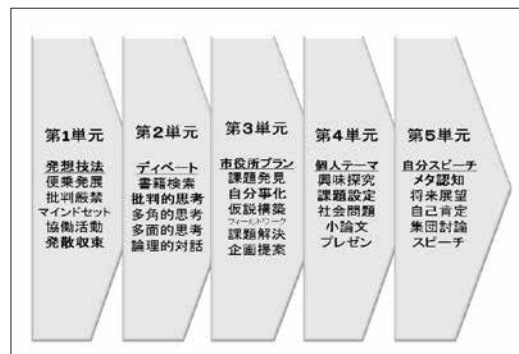 第1単元
発想技法
便乗発展
批判厳禁
マインドセット
協働活動
発散収束
第2単元
ディベート
書籍検索
批判的思考
多角的思考
多面的思考
論理的対話
第3単元
市役所プラン
課題発見
自分事化
仮説構築
フィールドワーク
課題解決
企画提案
第4単元
個人テーマ
興味探究
課題設定
社会問題
小論文
プレゼン
第5単元
自分スピーチ
メタ認知
将来展望
自己肯定
集団討論
スピーチ